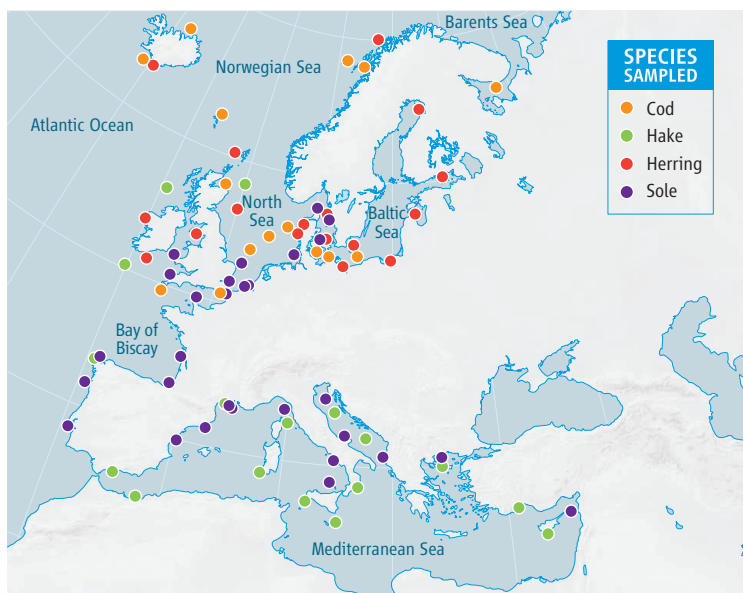 Barents Sea
Norwegian Sea
Atlantic Ocean
North
Sea
Baltic
Sea
Bay of
Biscay
Mediterranean Sea
SPECIES
SAMPLED
Cod
Hake
Herring
Sole